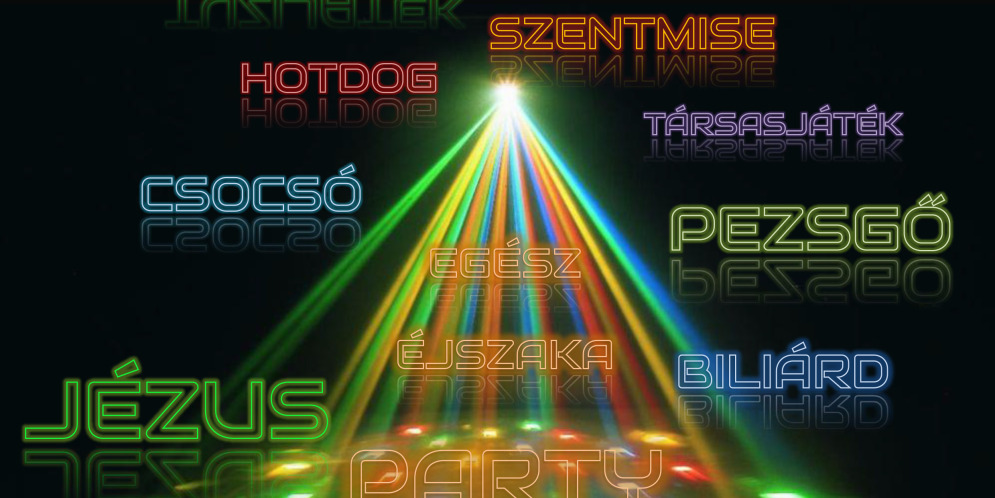 SZENTMISE
HOTDOG
TÁRSASJÁTÉK
CSOCSÓ
PEZSGŐ
EGÉSZ
ÉJSZAKA
BILIÁRD
JÉZUS
PARTY